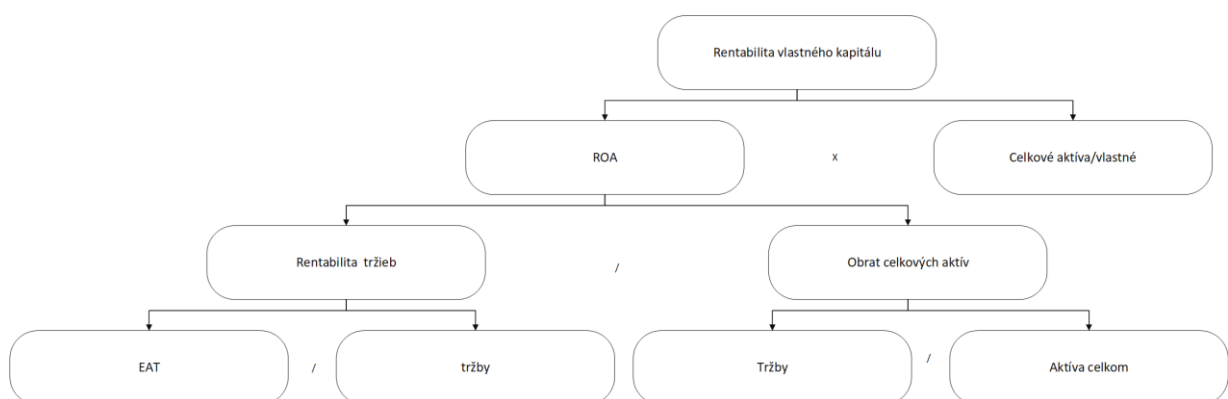 Rentabilita vlastného kapitálu
ROA
x
Celkové aktíva/vlastné
Rentabilita tržieb
/
Obrat celkových aktív
EAT
/
tržby
Tržby
/
Aktíva celkom